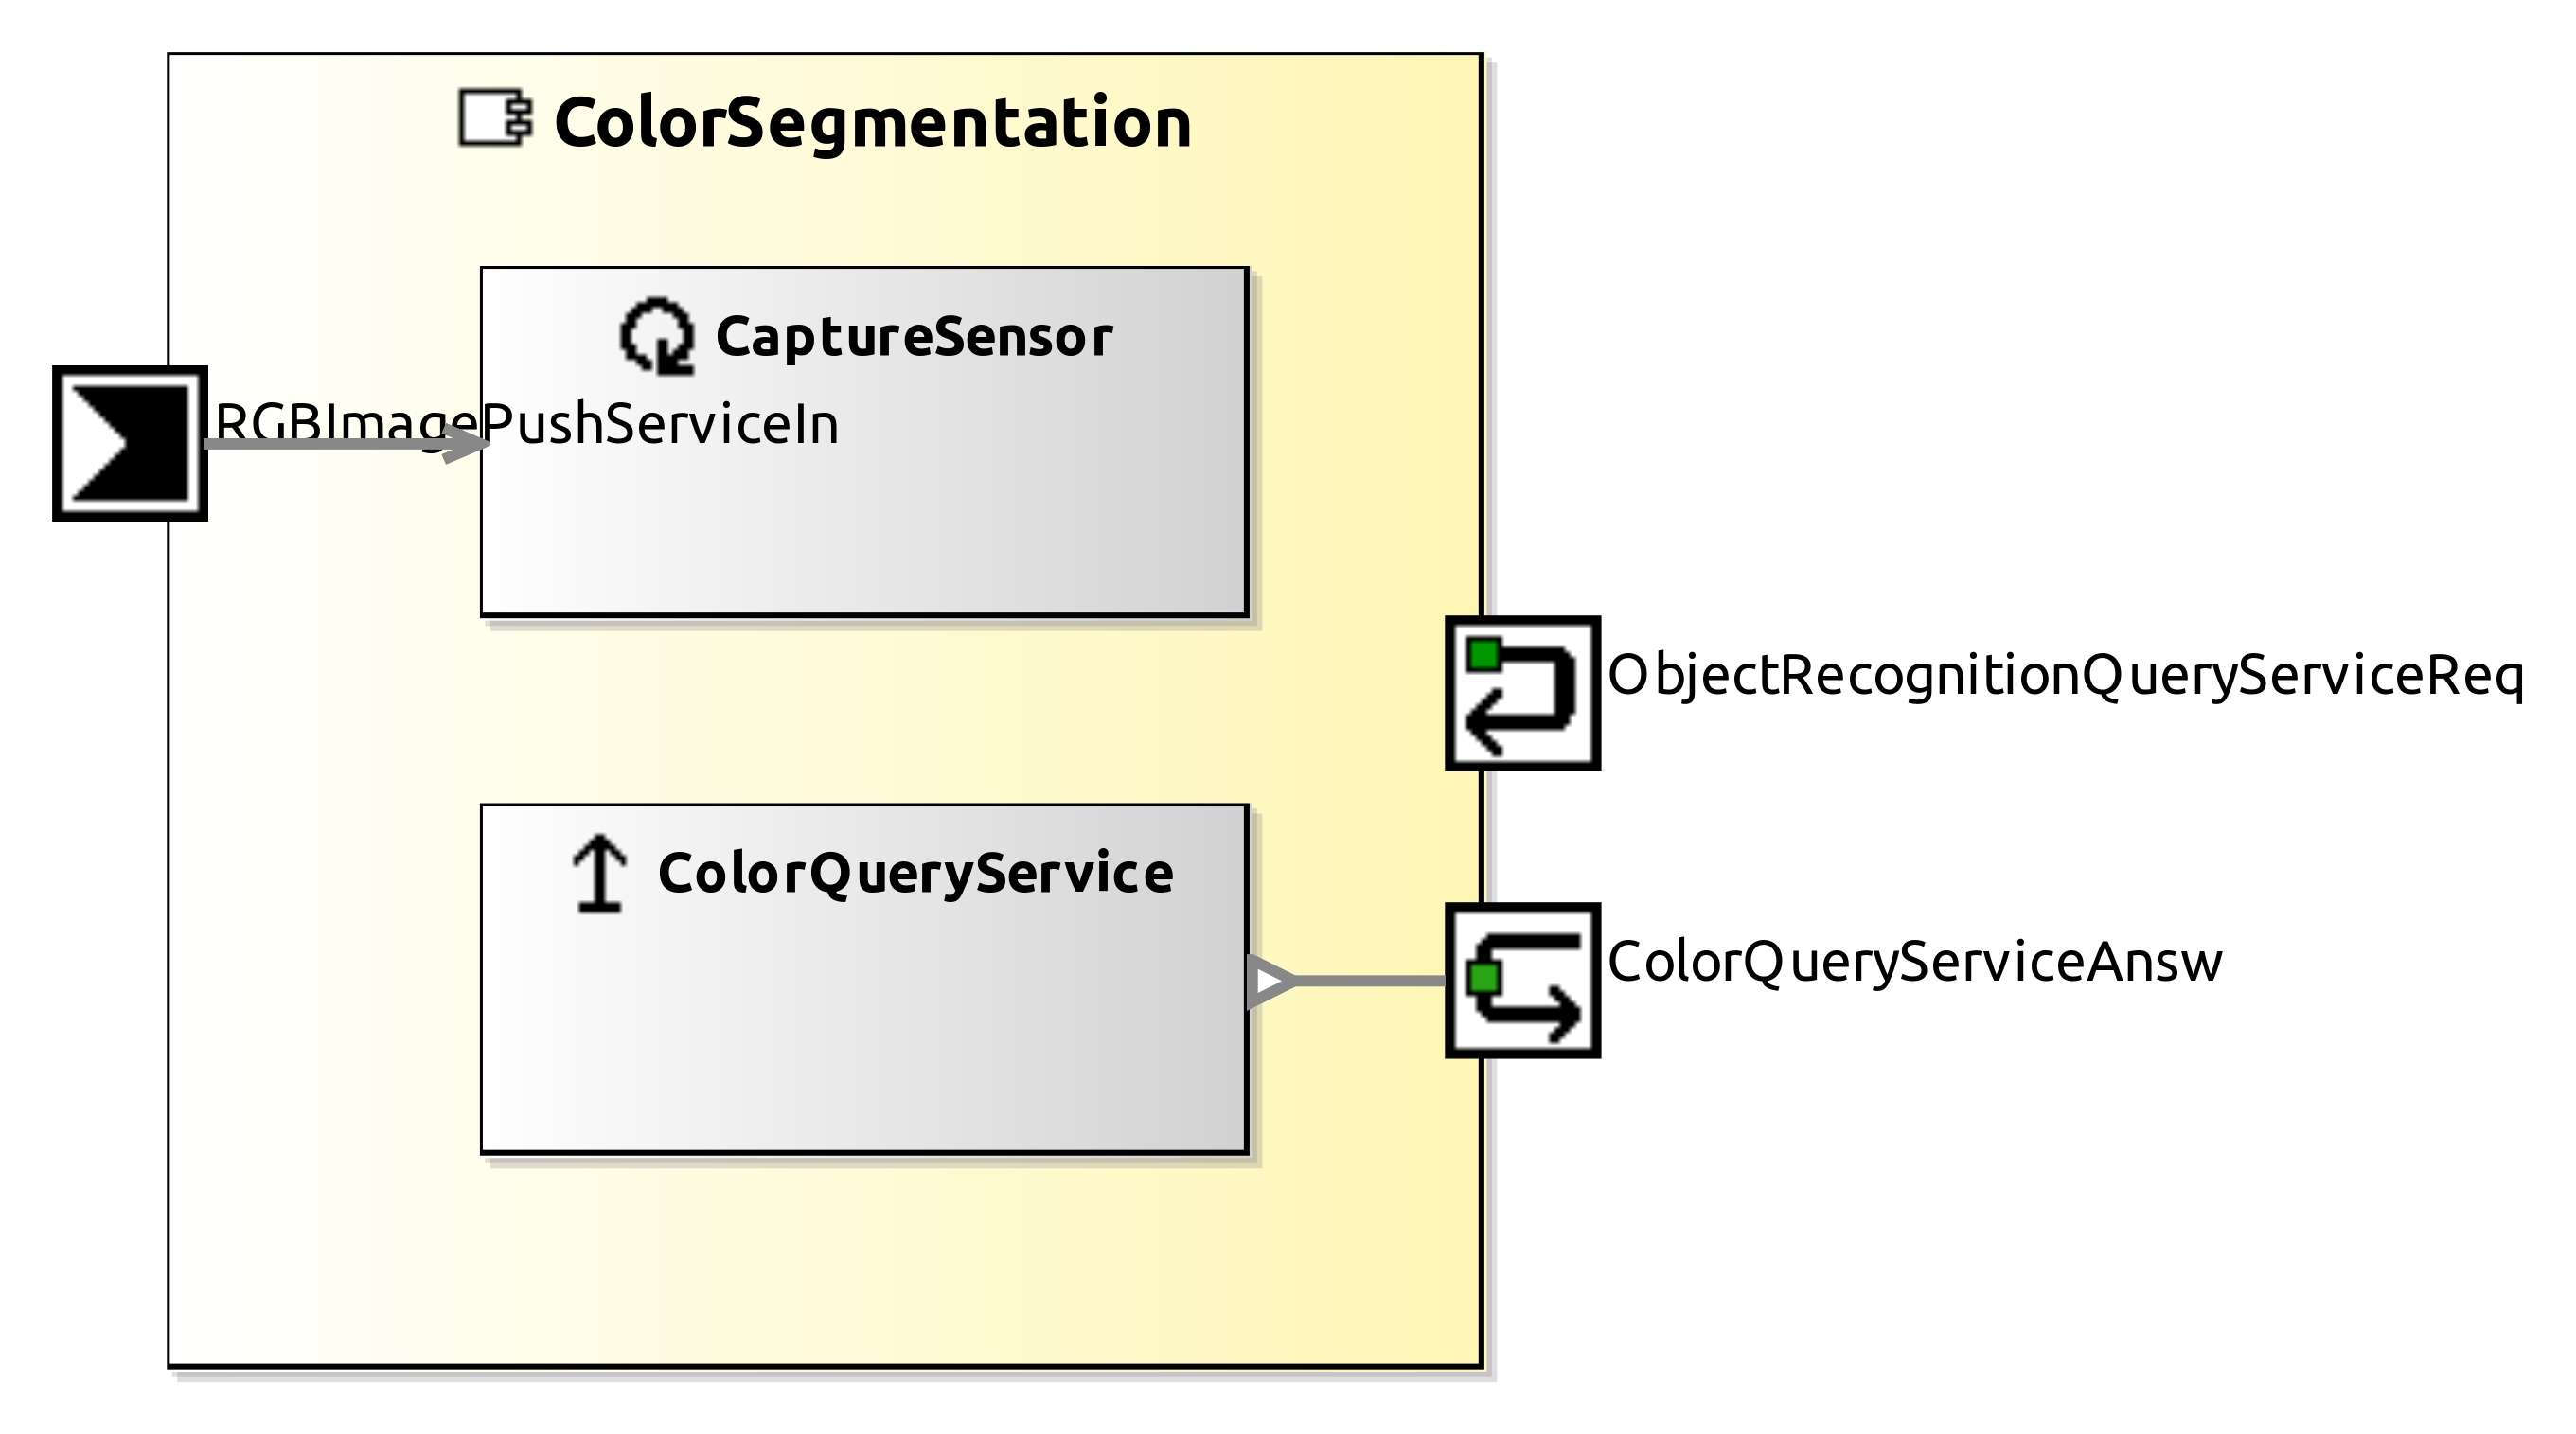 ColorSegmentation
CaptureSensor
RGBImagePushServiceIn
ObjectRecognitionQueryServiceReq
ColorQueryService
ColorQueryServiceAnsw